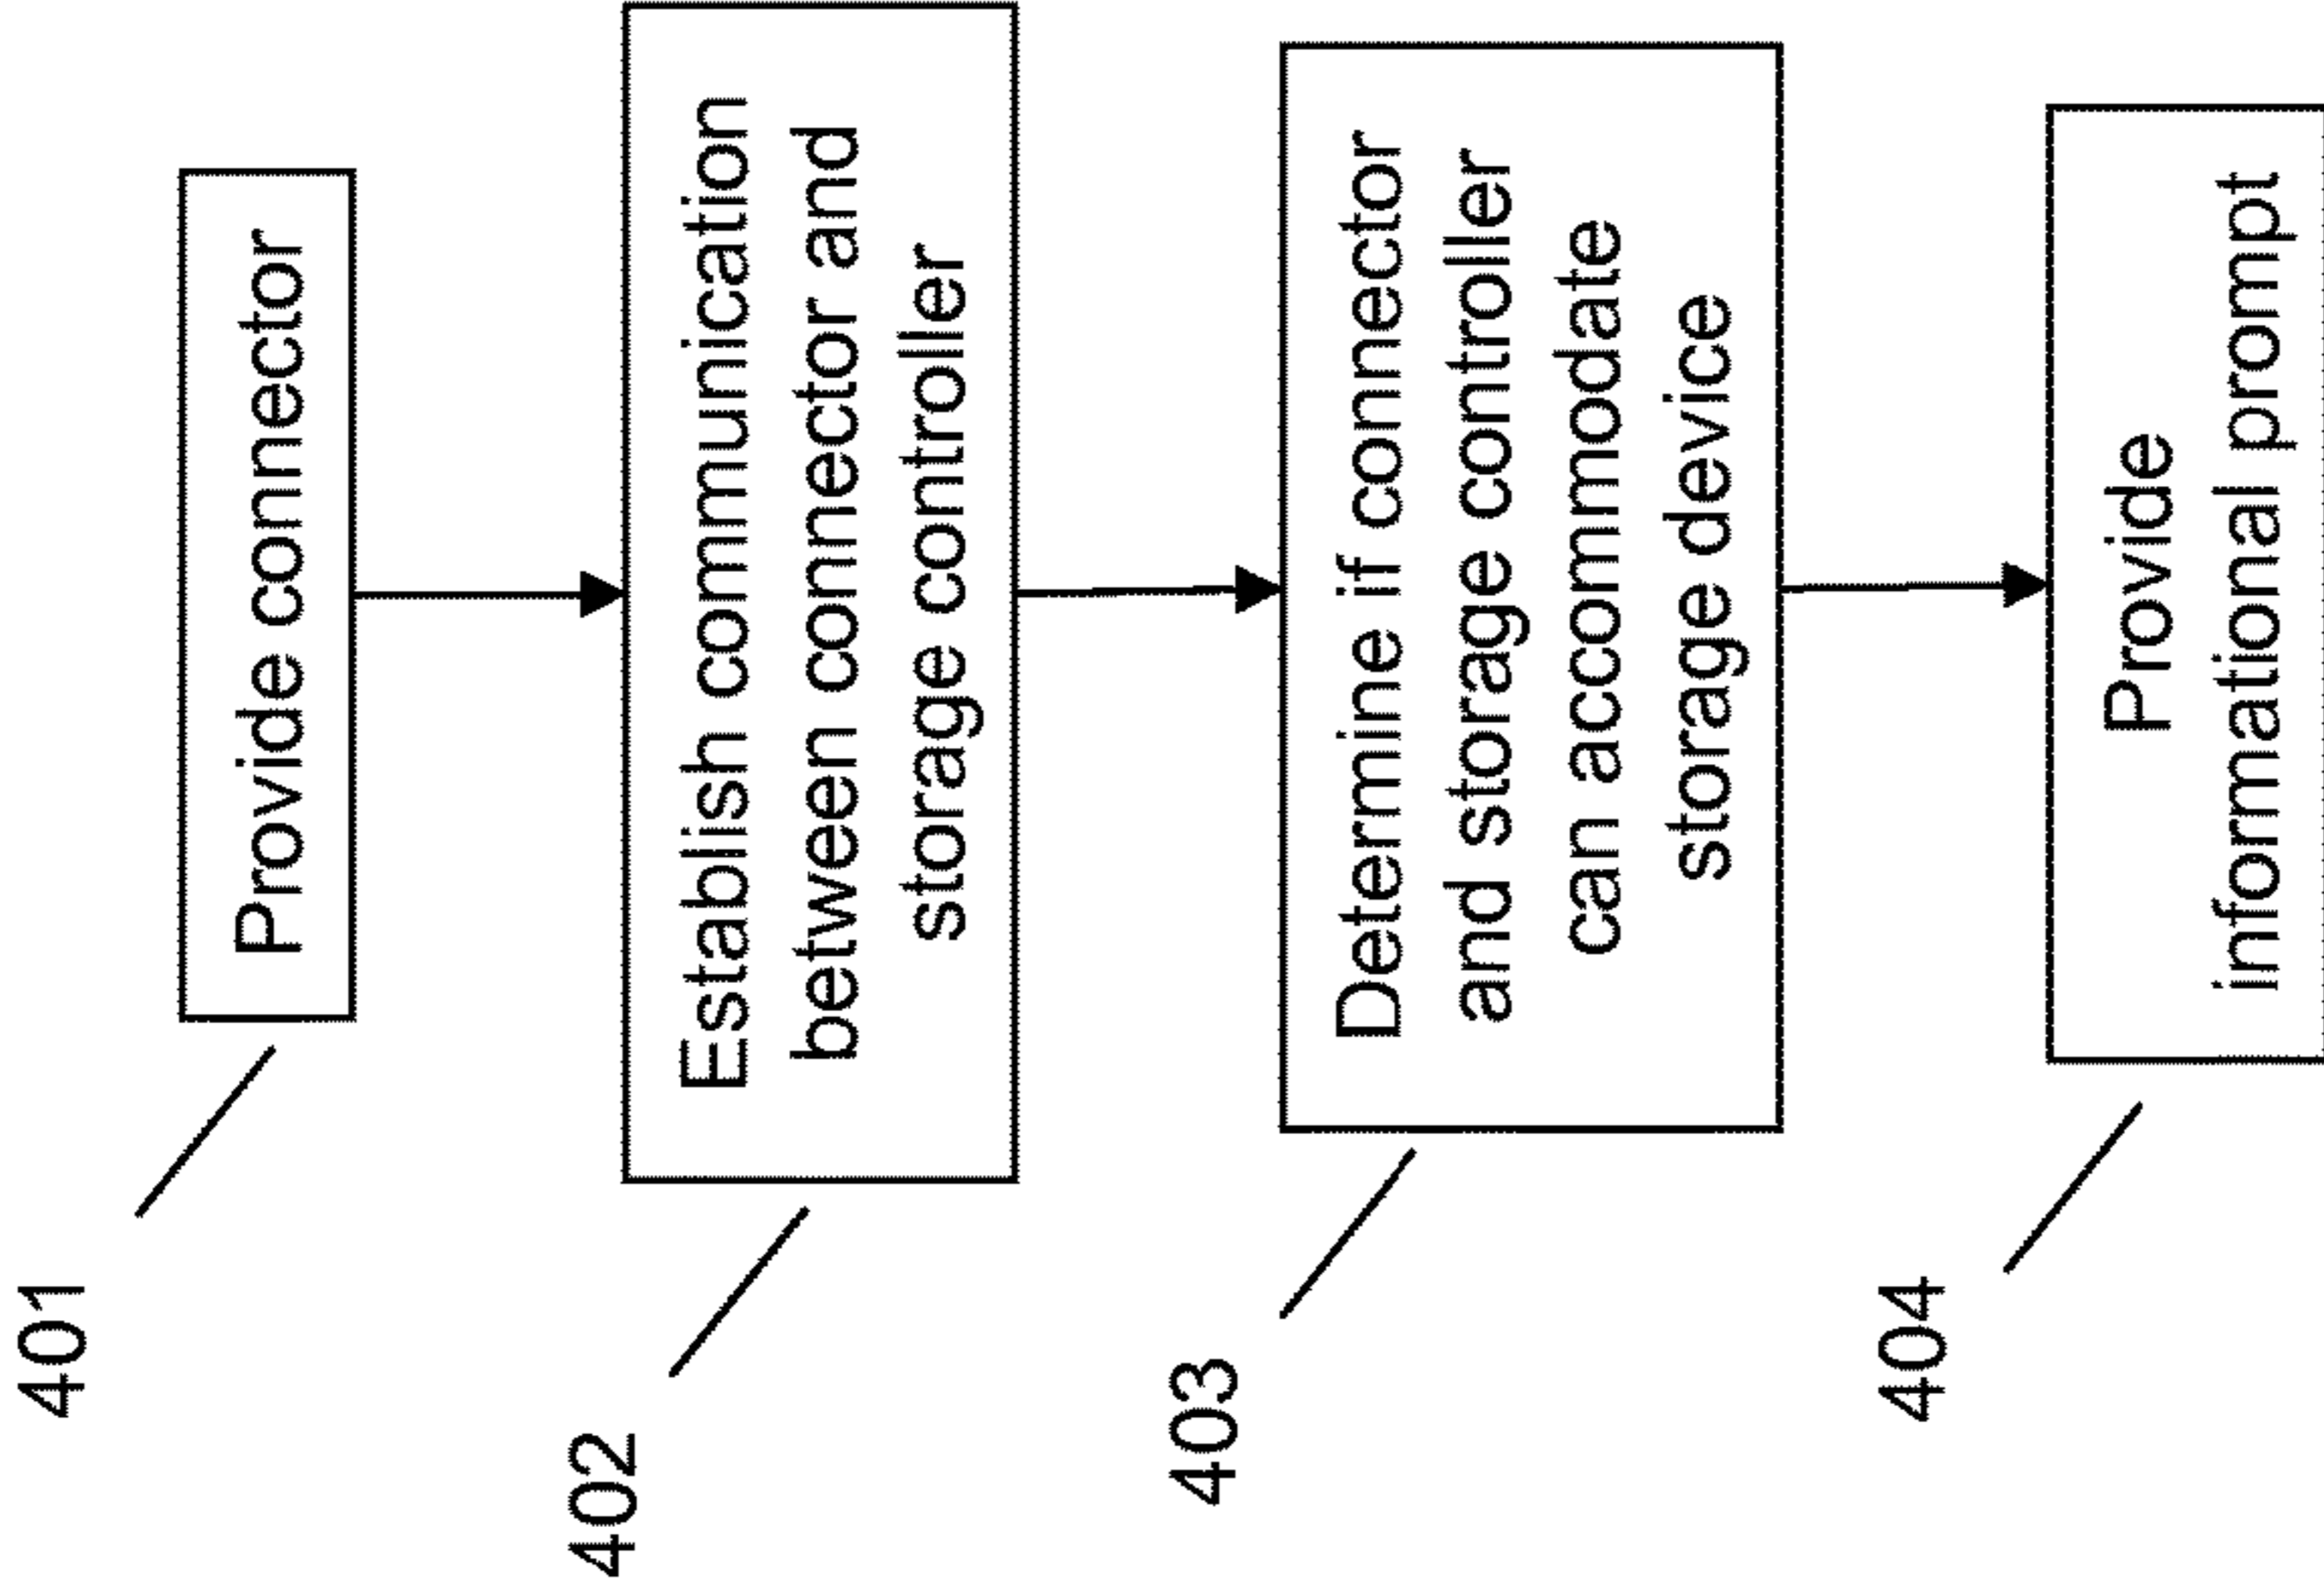 401
Provide connector
402
Establish communication
between connector and
storage controller
403
Determine if connector
and storage controller
can accommodate
storage device
404
Provide
informational prompt